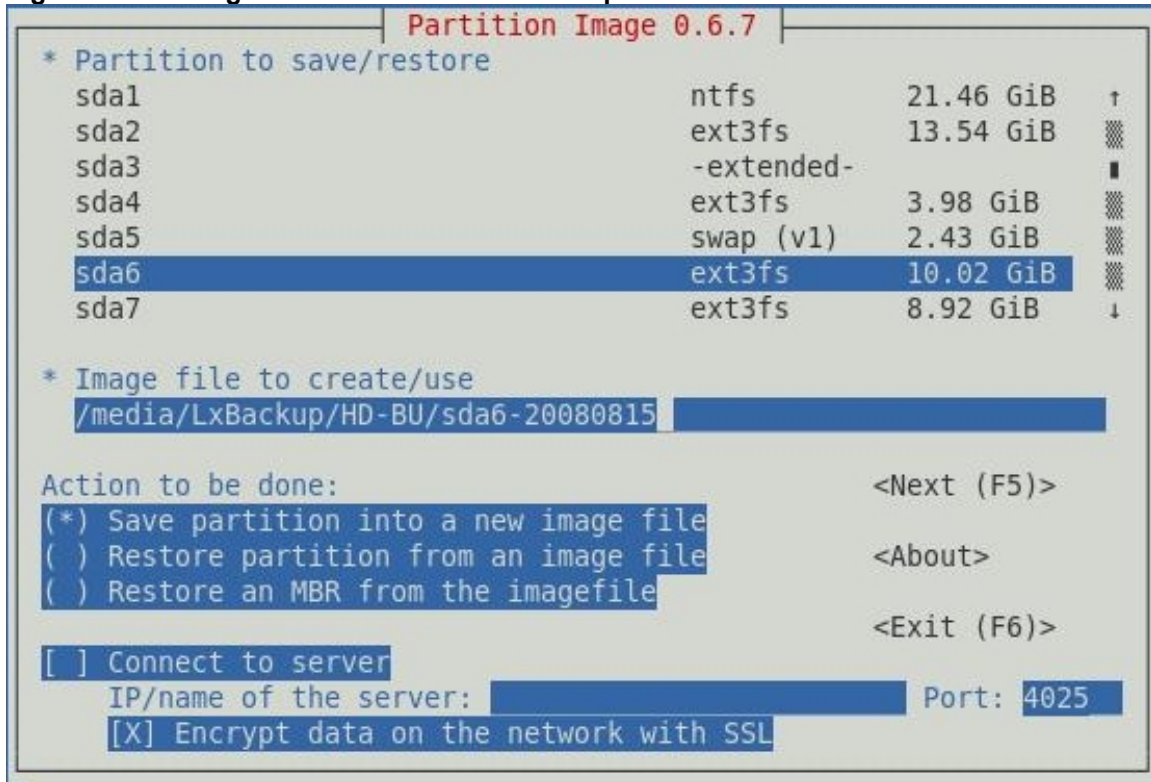 Partition Image 0.6.7
* Partition to save/restore
sda1 ntfs 21.46 GiB ↑
sda2 ext3fs 13.54 GiB
sda3 -extended-
sda4 ext3fs 3.98 GiB
sda5 swap (v1) 2.43 GiB
sda6 ext3fs 10.02 GiB
sda7 ext3fs 8.92 GiB ↓
* Image file to create/use
/media/LxBackup/HD-BU/sda6-20080815_
Action to be done: <Next (F5)>
(*) Save partition into a new image file
( ) Restore partition from an image file <About>
( ) Restore an MBR from the imagefile
<Exit (F6)>
[ ] Connect to server
IP/name of the server: Port: 4025
[X] Encrypt data on the network with SSL